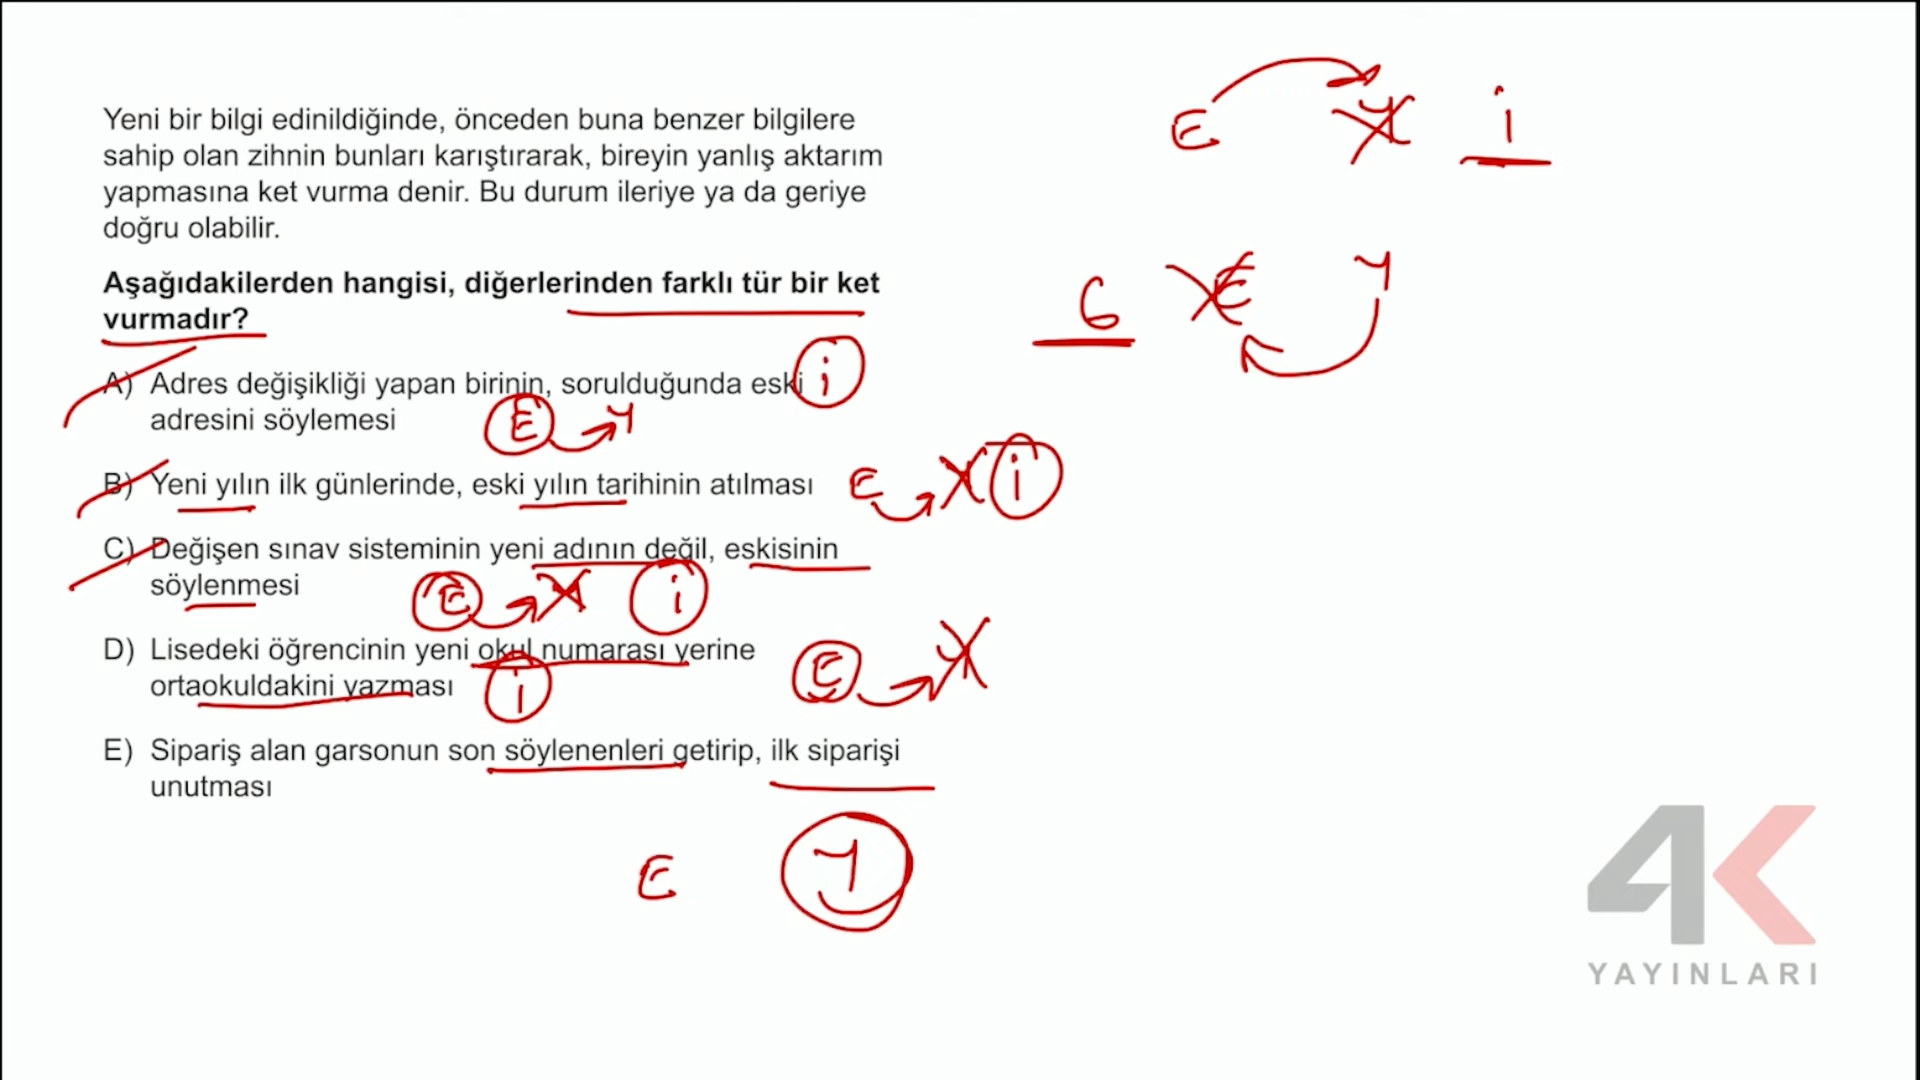 Yeni bir bilgi edinildiğinde, önceden buna benzer bilgilere
sahip olan zihnin bunları karıştırarak, bireyin yanlış aktarım
yapmasına ket vurma denir. Bu durum ileriye ya da geriye
doğru olabilir.
Aşağıdakilerden hangisi, diğerlerinden farklı tür bir ket
vurmadır?
A) Adres değişikliği yapan birinin, sorulduğunda eski
adresini söylemesi
B) Yeni yılın ilk günlerinde, eski yılın tarihinin atılması
C) Değişen sınav sisteminin yeni adının değil, eskisinin
söylenmesi
D) Lisedeki öğrencinin yeni okul numarası yerine
ortaokuldakini yazması
E) Sipariş alan garsonun son söylenenleri getirip, ilk siparişi
unutması
E Y i
G E Y
i
E Y
E Y i
E Y i
E Y
i
E Y
4K
YAYINLARI